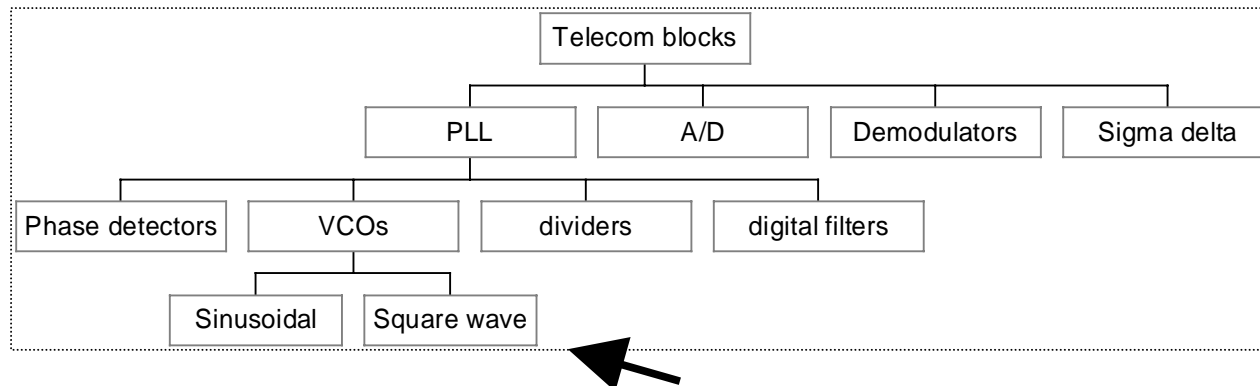 Telecom blocks
PLL
A/D
Demodulators
Sigma delta
Phase detectors
VCOs
dividers
digital filters
Sinusoidal
Square wave